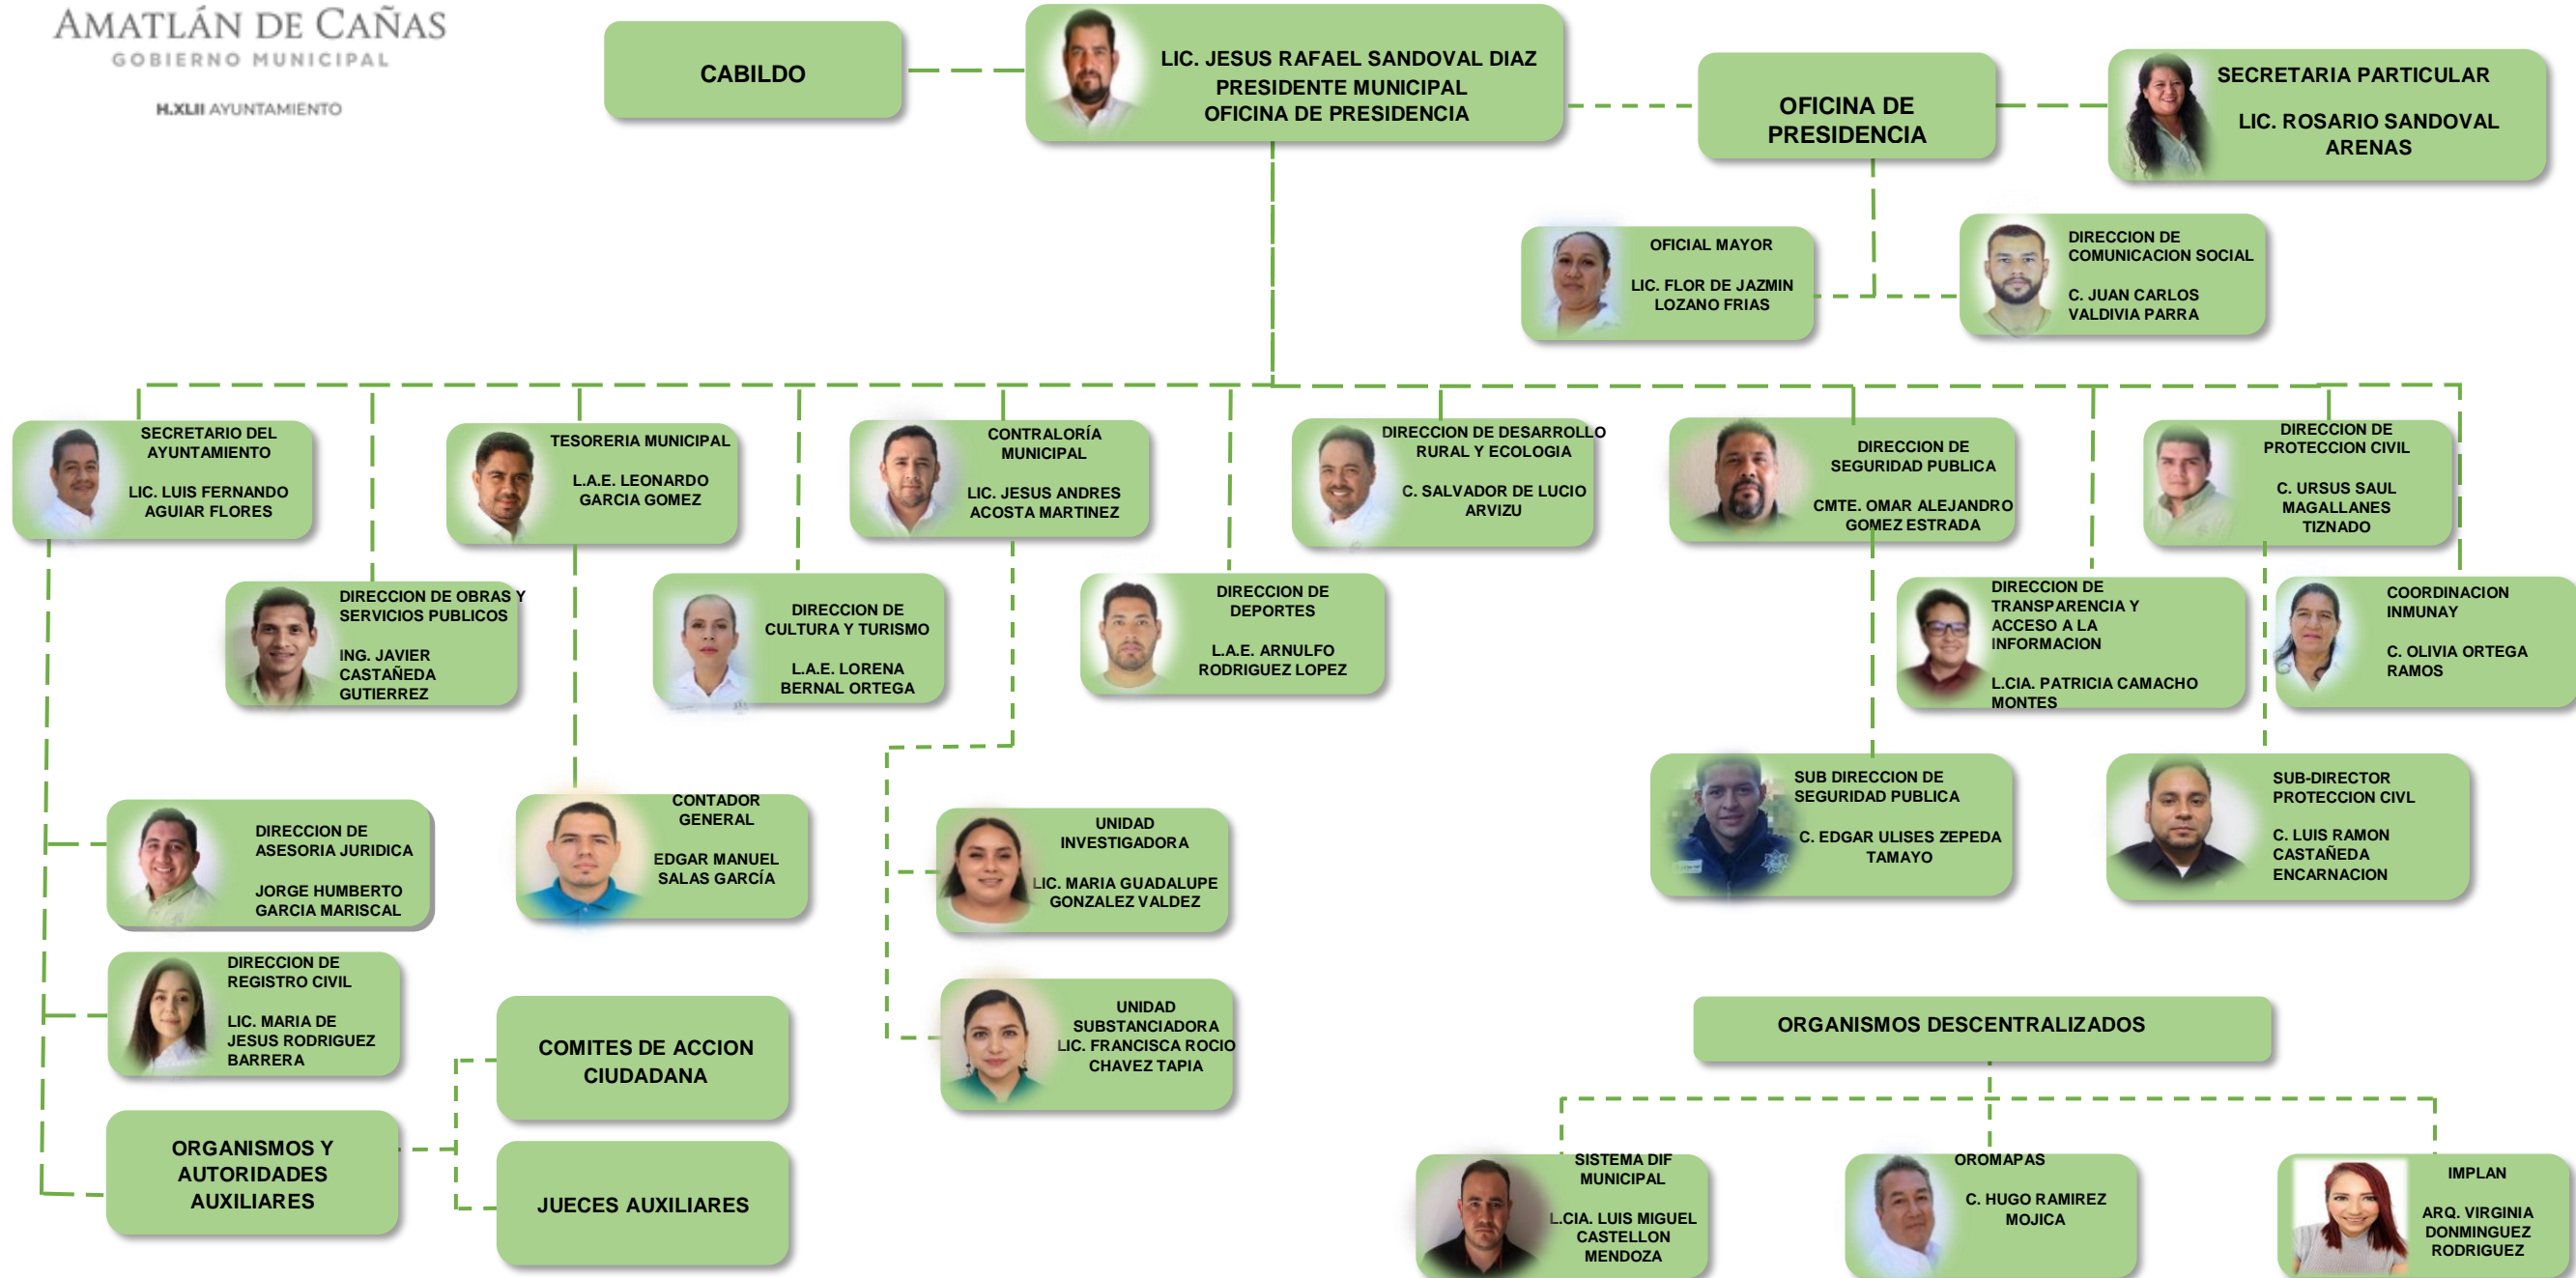 AMATLÁN DE CAÑAS
GOBIERNO MUNICIPAL
H.XLII AYUNTAMIENTO
CABILDO
LIC. JESUS RAFAEL SANDOVAL DIAZ
PRESIDENTE MUNICIPAL
OFICINA DE PRESIDENCIA
OFICINA DE
PRESIDENCIA
SECRETARIA PARTICULAR
LIC. ROSARIO SANDOVAL
ARENAS
OFICIAL MAYOR
LIC. FLOR DE JAZMIN
LOZANO FRIAS
DIRECCION DE
COMUNICACION SOCIAL
C. JUAN CARLOS
VALDIVIA PARRA
SECRETARIO DEL
AYUNTAMIENTO
LIC. LUIS FERNANDO
AGUIAR FLORES
TESORERIA MUNICIPAL
L.A.E. LEONARDO
GARCIA GOMEZ
CONTRALORÍA
MUNICIPAL
LIC. JESUS ANDRES
ACOSTA MARTINEZ
DIRECCION DE DESARROLLO
RURAL Y ECOLOGIA
C. SALVADOR DE LUCIO
ARVIZU
DIRECCION DE
SEGURIDAD PUBLICA
CMTE. OMAR ALEJANDRO
GOMEZ ESTRADA
DIRECCION DE
PROTECCION CIVIL
C. URSUS SAUL
MAGALLANES
TIZNADO
DIRECCION DE OBRAS Y
SERVICIOS PUBLICOS
ING. JAVIER
CASTAÑEDA
GUTIERREZ
DIRECCION DE
CULTURA Y TURISMO
L.A.E. LORENA
BERNAL ORTEGA
DIRECCION DE
DEPORTES
L.A.E. ARNULFO
RODRIGUEZ LOPEZ
DIRECCION DE
TRANSPARENCIA Y
ACCESO A LA
INFORMACION
L.CIA. PATRICIA CAMACHO
MONTES
COORDINACION
INMUNAY
C. OLIVIA ORTEGA
RAMOS
DIRECCION DE
ASESORIA JURIDICA
JORGE HUMBERTO
GARCIA MARISCAL
CONTADOR
GENERAL
EDGAR MANUEL
SALAS GARCÍA
UNIDAD
INVESTIGADORA
LIC. MARIA GUADALUPE
GONZALEZ VALDEZ
SUB DIRECCION DE
SEGURIDAD PUBLICA
C. EDGAR ULISES ZEPEDA
TAMAYO
SUB-DIRECTOR
PROTECCION CIVL
C. LUIS RAMON
CASTAÑEDA
ENCARNACION
DIRECCION DE
REGISTRO CIVIL
LIC. MARIA DE
JESUS RODRIGUEZ
BARRERA
COMITES DE ACCION
CIUDADANA
UNIDAD
SUBSTANCIADORA
LIC. FRANCISCA ROCIO
CHAVEZ TAPIA
ORGANISMOS DESCENTRALIZADOS
ORGANISMOS Y
AUTORIDADES
AUXILIARES
JUECES AUXILIARES
SISTEMA DIF
MUNICIPAL
L.CIA. LUIS MIGUEL
CASTELLON
MENDOZA
OROMAPAS
C. HUGO RAMIREZ
MOJICA
IMPLAN
ARQ. VIRGINIA
DONMINGUEZ
RODRIGUEZ